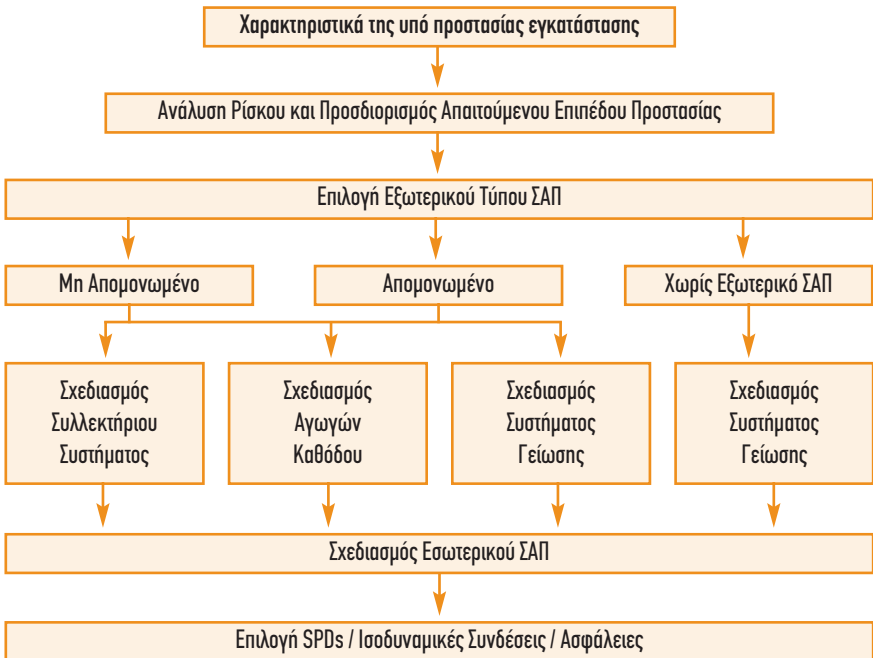 Χαρακτηριστικά της υπό προστασίας εγκατάστασης
Ανάλυση Ρίσκου και Προσδιορισμός Απαιτούμενου Επιπέδου Προστασίας
Επιλογή Εξωτερικού Τύπου ΣΑΠ
Μη Απομονωμένο
Απομονωμένο
Χωρίς Εξωτερικό ΣΑΠ
Σχεδιασμός
Συλλεκτήριου
Συστήματος
Σχεδιασμός
Αγωγών
Καθόδου
Σχεδιασμός
Συστήματος
Γείωσης
Σχεδιασμός
Συστήματος
Γείωσης
Σχεδιασμός Εσωτερικού ΣΑΠ
Επιλογή SPDs / Ισοδυναμικές Συνδέσεις / Ασφάλειες